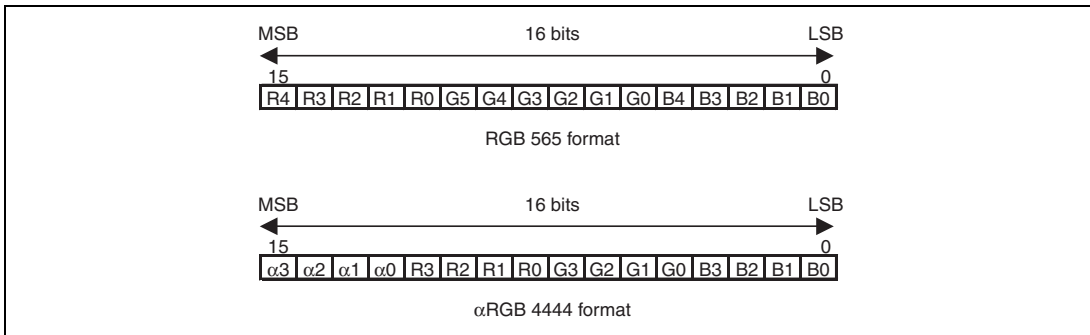 MSB 16 bits LSB
15 0
R4 R3 R2 R1 R0 G5 G4 G3 G2 G1 G0 B4 B3 B2 B1 B0
RGB 565 format
MSB 16 bits LSB
15 0
α3 α2 α1 α0 R3 R2 R1 R0 G3 G2 G1 G0 B3 B2 B1 B0
αRGB 4444 format